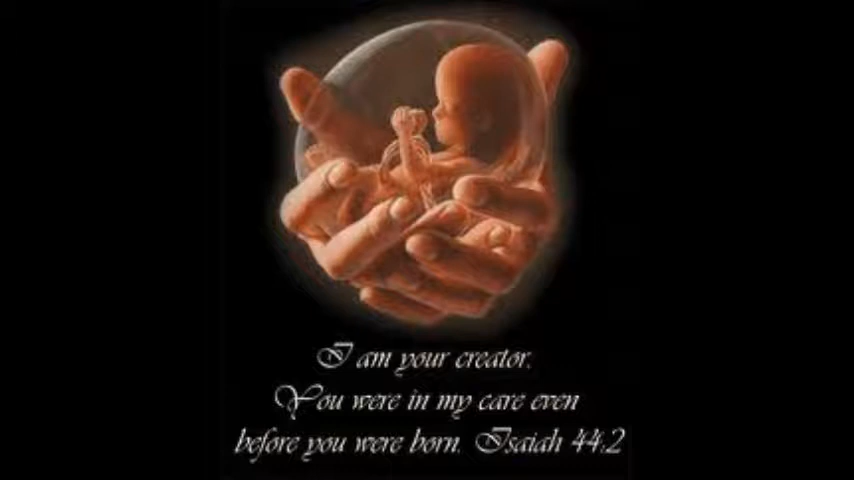 I am your creator.
You were in my care even
before you were born. Isaiah 44:2